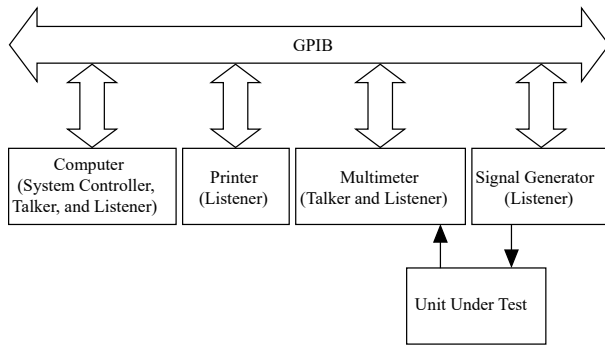 GPIB
Computer
(System Controller,
Talker, and Listener)
Printer
(Listener)
Multimeter
(Talker and Listener)
Signal Generator
(Listener)
Unit Under Test